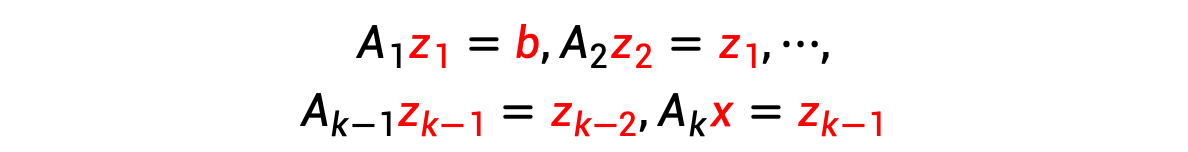 A₁z₁ = b, A₂z₂ = z₁, ⋯,
Aₖ₋₁zₖ₋₁ = zₖ₋₂, Aₖx = zₖ₋₁